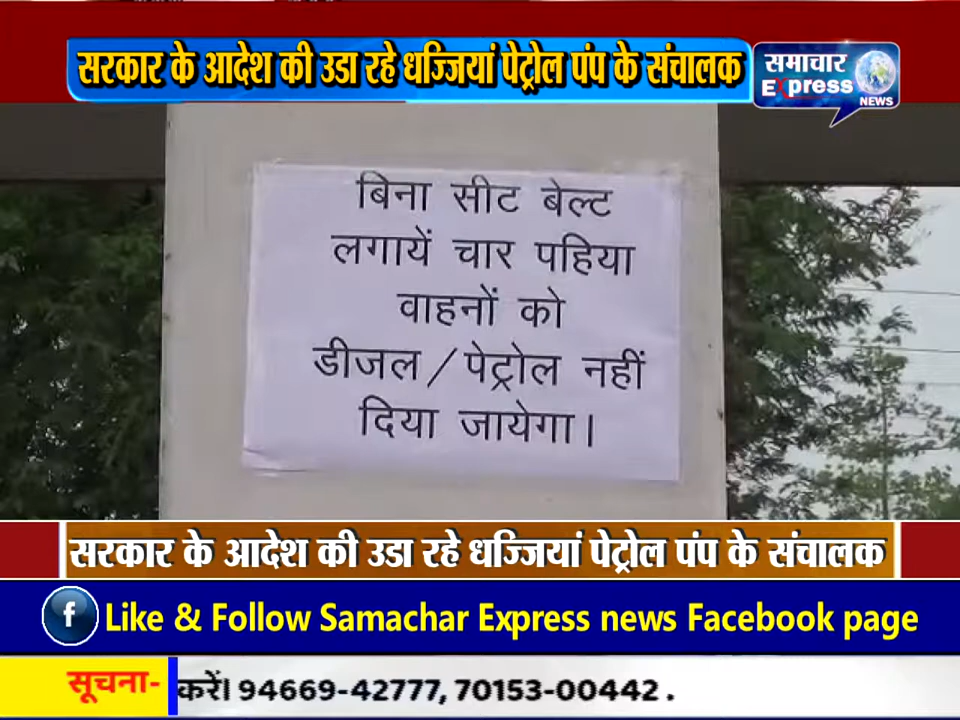 सरकार के आदेश की उडा रहे धज्जियां पेट्रोल पंप के संचालक
समाचार
Express
NEWS
बिना सीट बेल्ट
लगायें चार पहिया
वाहनों को
डीजल/पेट्रोल नहीं
दिया जायेगा।
सरकार के आदेश की उडा रहे धज्जियां पेट्रोल पंप के संचालक
f Like & Follow Samachar Express news Facebook page
सूचना- करें। 94669-42777, 70153-00442 .